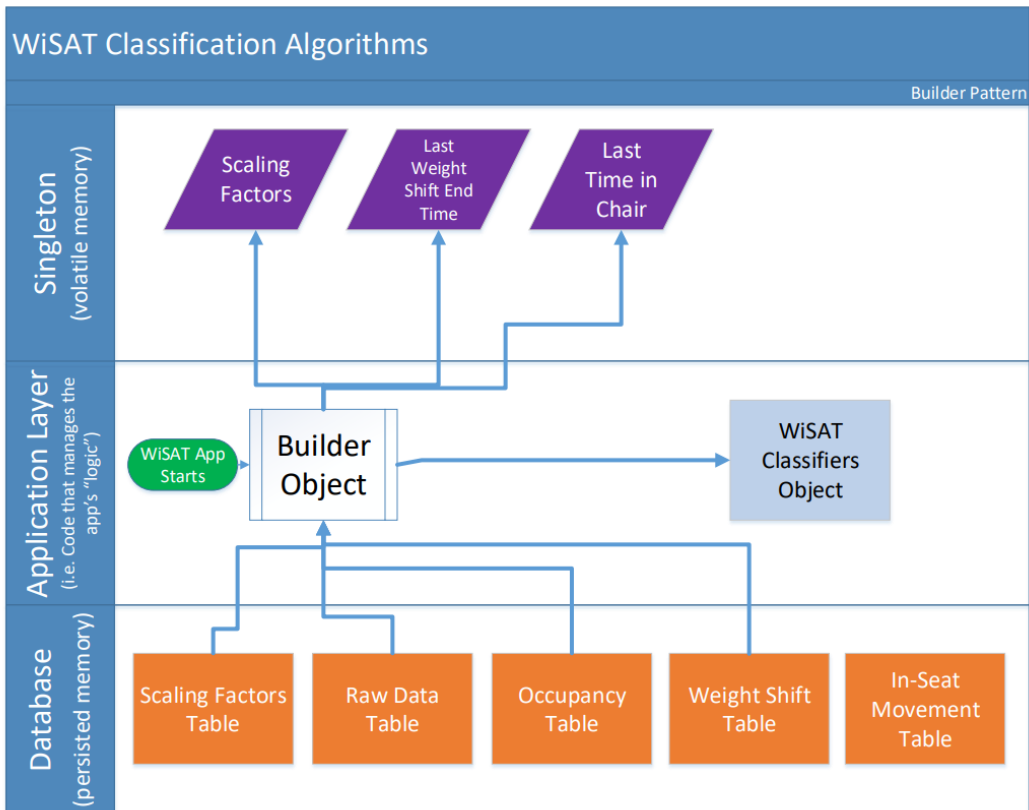 WiSAT Classification Algorithms
Builder Pattern
Singleton
(volatile memory)
Scaling
Factors
Last
Weight
Shift End
Time
Last
Time in
Chair
Application Layer
(i.e. Code that manages the
app's "logic")
WiSAT App
Starts
Builder
Object
WiSAT
Classifiers
Object
Database
(persisted memory)
Scaling Factors
Table
Raw Data
Table
Occupancy
Table
Weight Shift
Table
In-Seat
Movement
Table